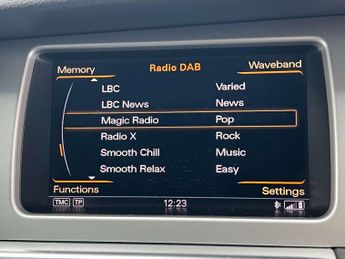 Memory Radio DAB Waveband
LBC Varied
LBC News News
Magic Radio Pop
Radio X Rock
Smooth Chill Music
Smooth Relax Easy
Functions Settings
TMC TP 12:23